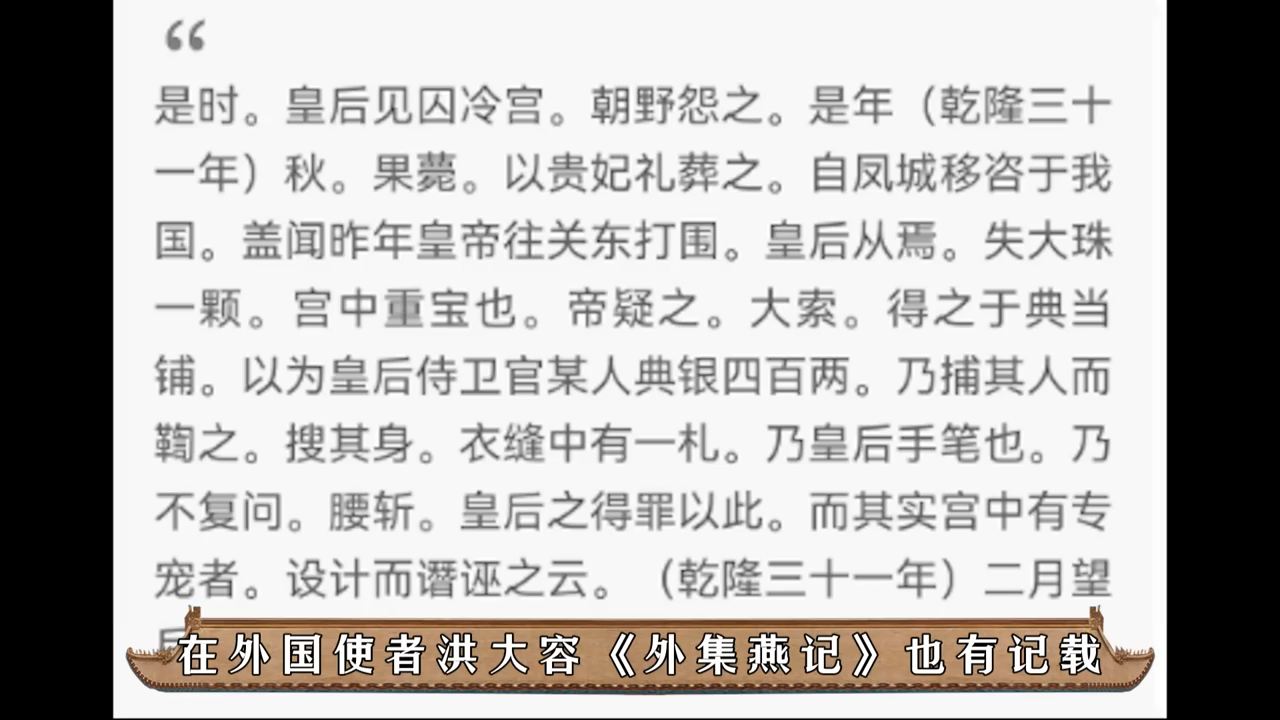 “
是时。皇后见囚冷宫。朝野怨之。是年（乾隆三十
一年）秋。果薨。以贵妃礼葬之。自凤城移咨于我
国。盖闻昨年皇帝往关东打围。皇后从焉。失大珠
一颗。宫中重宝也。帝疑之。大索。得之于典当
铺。以为皇后侍卫官某人典银四百两。乃捕其人而
鞫之。搜其身。衣缝中有一札。乃皇后手笔也。乃
不复问。腰斩。皇后之得罪以此。而其实宫中有专
宠者。设计而谮诬之云。（乾隆三十一年）二月望
在外国使者洪大容《外集燕记》也有记载